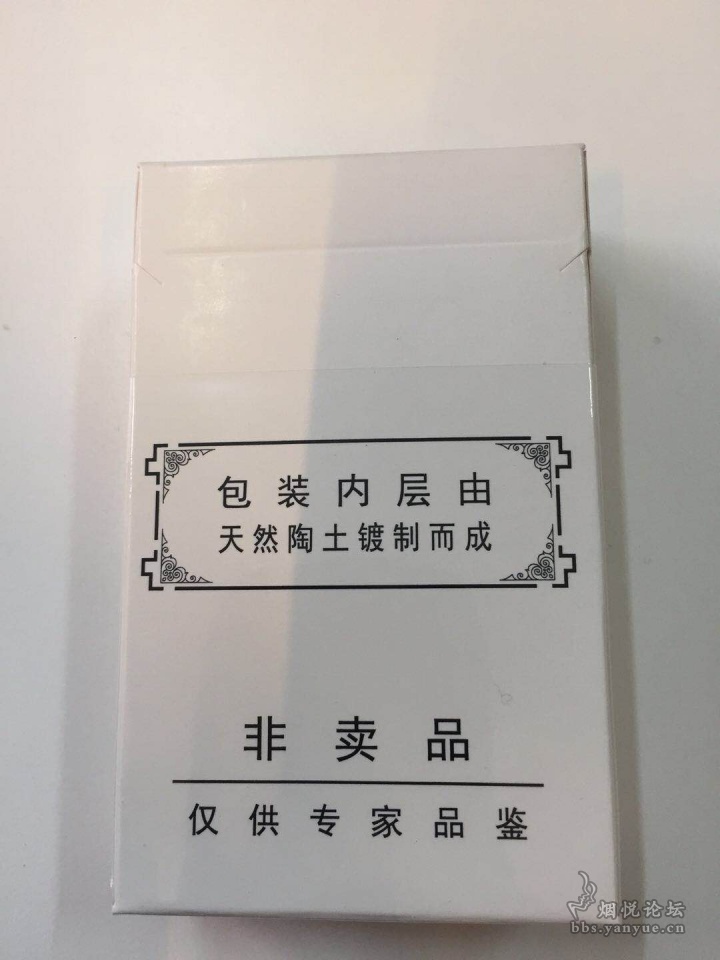 包装内层由
天然陶土镀制而成
非卖品
仅供专家品鉴
烟悦论坛
bbs.yanyue.cn